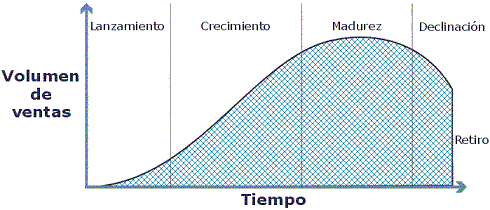 Lanzamiento
Crecimiento
Madurez
Declinación
Volumen
de
ventas
Retiro
Tiempo